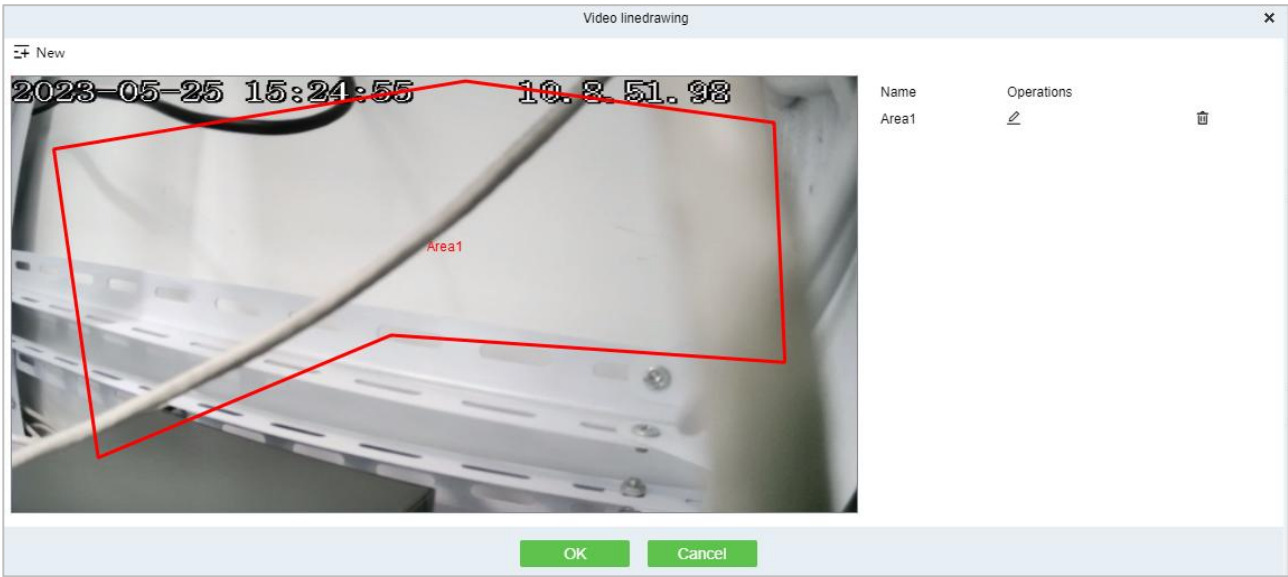 Video linedrawing
New
2023-05-25 15:24:55 10.8.51.98
Name Operations
Area1
Area1
OK Cancel